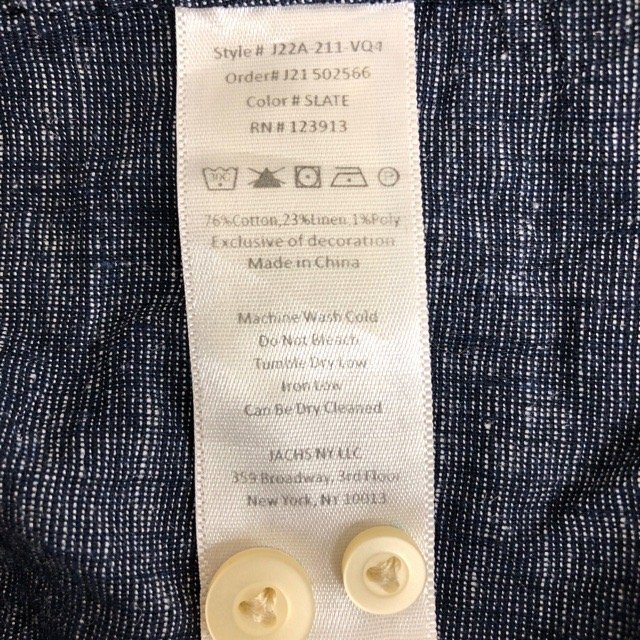 Style# J22A-211-VQ4
Order# J21502566
Color# SLATE
RN# 123913
76%Cotton,23%Linen,1%Poly
Exclusive of decoration
Made in China
Machine Wash Cold
Do Not Bleach
Tumble Dry Low
Iron Low
Can Be Dry Cleaned
JACHS NY LLC
359 Broadway, 3rd Floor
New York, NY 10013